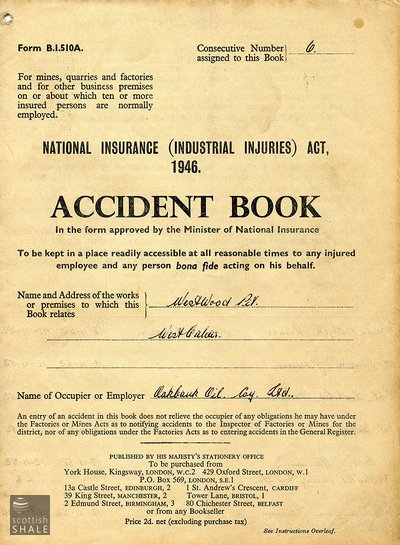 Form B.I.510A.
Consecutive Number
assigned to this Book
6.
For mines, quarries and factories
and for other business premises
on or about which ten or more
insured persons are normally
employed.
NATIONAL INSURANCE (INDUSTRIAL INJURIES) ACT,
1946.
ACCIDENT BOOK
In the form approved by the Minister of National Insurance
To be kept in a place readily accessible at all reasonable times to any injured
employee and any person bona fide acting on his behalf.
Name and Address of the works
or premises to which this
Book relates
Westwood Pit.
West Calder.
Name of Occupier or Employer Oakbank Oil. Coy. Ltd.
An entry of an accident in this book does not relieve the occupier of any obligations he may have under
the Factories or Mines Acts as to notifying accidents to the Inspector of Factories or Mines for the
district, nor of any obligations under the Factories Acts as to entering accidents in the General Register.
PUBLISHED BY HIS MAJESTY'S STATIONERY OFFICE
To be purchased from
York House, Kingsway, LONDON, W.C.2 429 Oxford Street, LONDON, W.1
P.O. Box 569, LONDON, S.E.1
13a Castle Street, EDINBURGH, 2 1 St. Andrew's Crescent, CARDIFF
39 King Street, MANCHESTER, 2 Tower Lane, BRISTOL, 1
2 Edmund Street, BIRMINGHAM, 3 80 Chichester Street, BELFAST
or from any Bookseller
Price 2d. net (excluding purchase tax)
See Instructions Overleaf.
scottish
SHALE